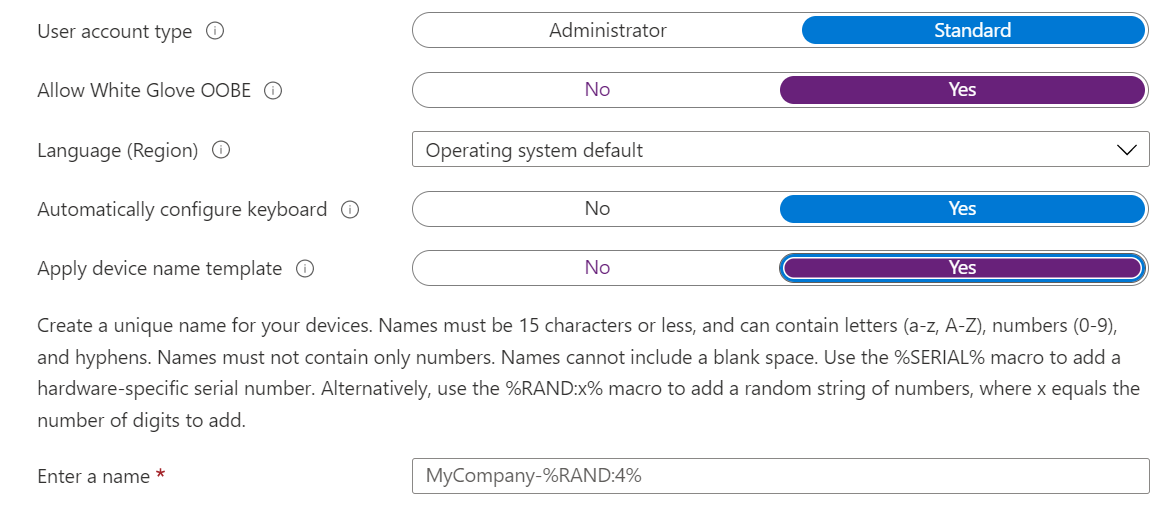 User account type
Administrator Standard
Allow White Glove OOBE
No Yes
Language (Region)
Operating system default
Automatically configure keyboard
No Yes
Apply device name template
No Yes
Create a unique name for your devices. Names must be 15 characters or less, and can contain letters (a-z, A-Z), numbers (0-9),
and hyphens. Names must not contain only numbers. Names cannot include a blank space. Use the %SERIAL% macro to add a
hardware-specific serial number. Alternatively, use the %RAND:x% macro to add a random string of numbers, where x equals the
number of digits to add.
Enter a name *
MyCompany-%RAND:4%